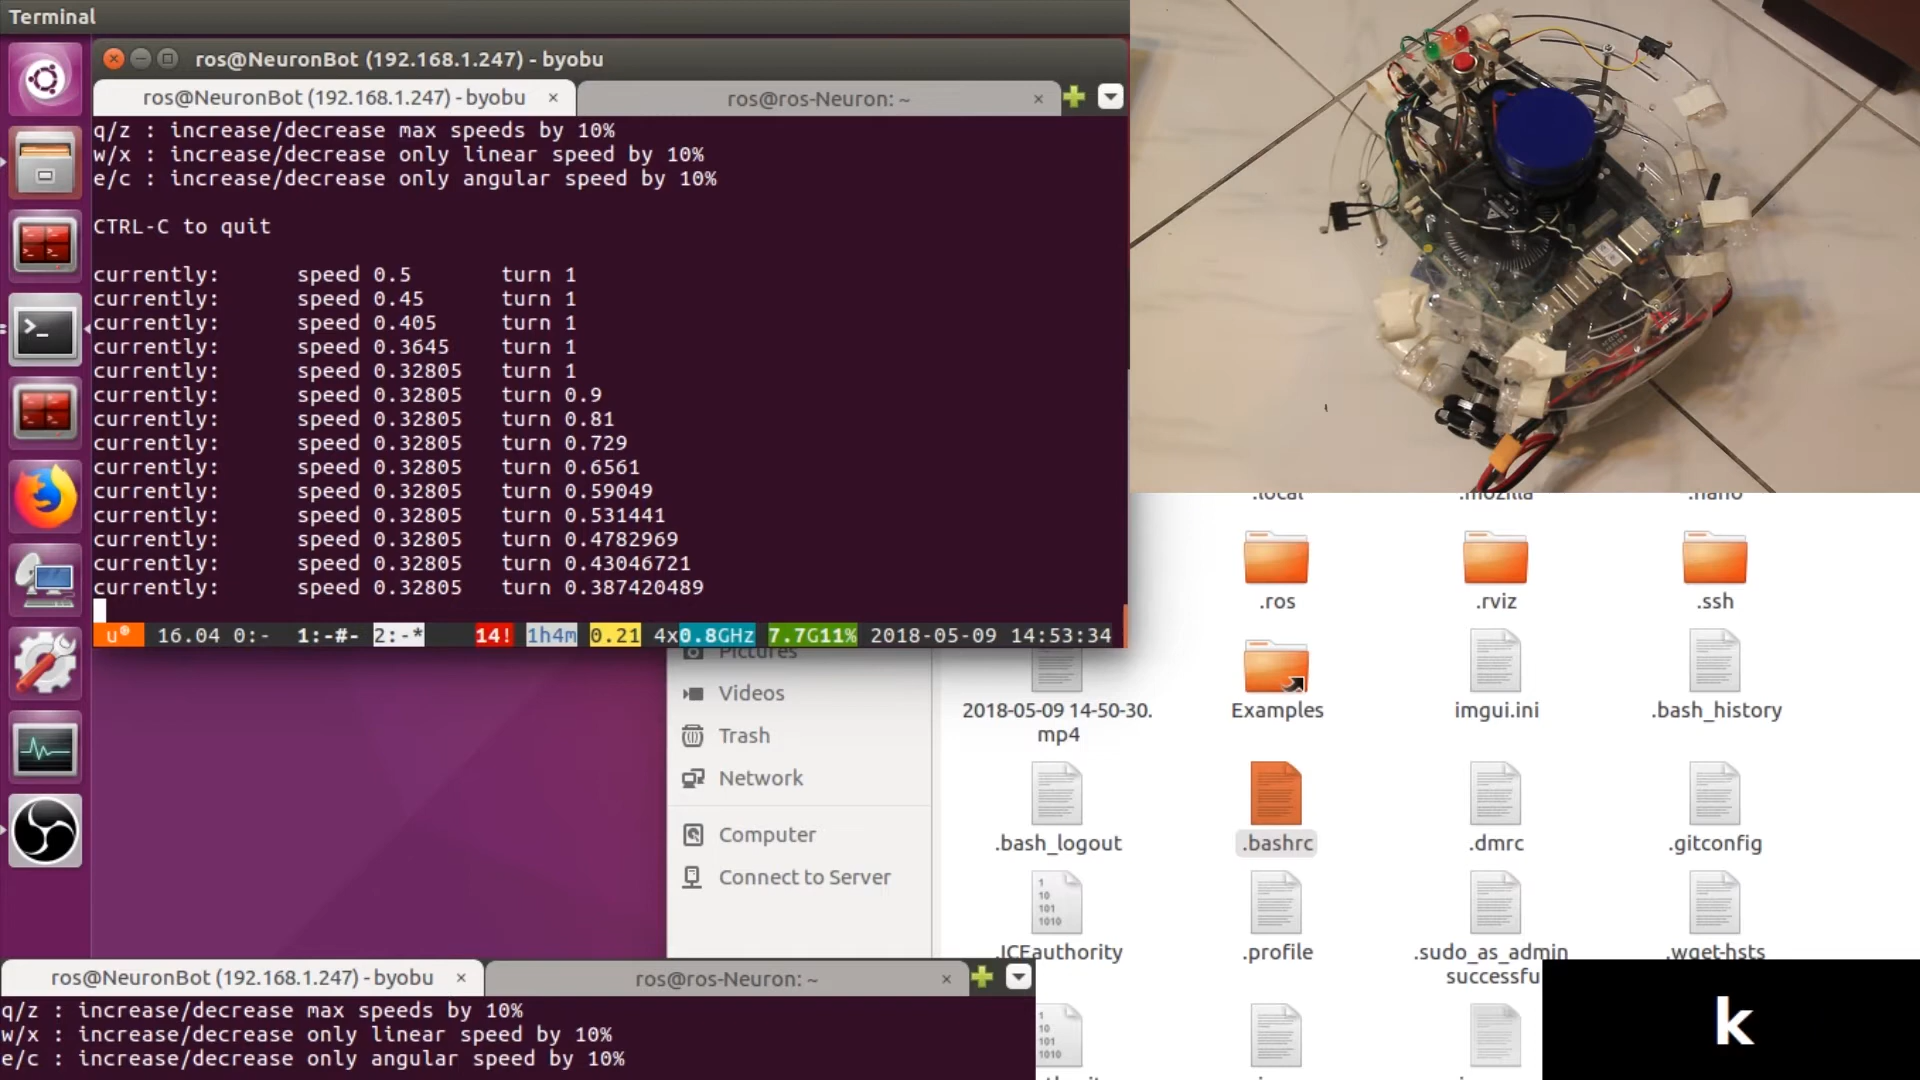 Terminal
ros@NeuronBot (192.168.1.247) - byobu
ros@NeuronBot (192.168.1.247) - byobu × ros@ros-Neuron: ~ ×
q/z : increase/decrease max speeds by 10%
w/x : increase/decrease only linear speed by 10%
e/c : increase/decrease only angular speed by 10%
CTRL-C to quit
currently: speed 0.5 turn 1
currently: speed 0.45 turn 1
currently: speed 0.405 turn 1
currently: speed 0.3645 turn 1
currently: speed 0.32805 turn 1
currently: speed 0.32805 turn 0.9
currently: speed 0.32805 turn 0.81
currently: speed 0.32805 turn 0.729
currently: speed 0.32805 turn 0.6561
currently: speed 0.32805 turn 0.59049
currently: speed 0.32805 turn 0.531441
currently: speed 0.32805 turn 0.4782969
currently: speed 0.32805 turn 0.43046721
currently: speed 0.32805 turn 0.387420489
u® 16.04 0:- 1:-#- 2:-* 14! 1h4m 0.21 4x0.8GHz 7.7G11% 2018-05-09 14:53:34
.local .mozilla .nano
.ros .rviz .ssh
Pictures
Videos
Trash
Network
Computer
Connect to Server
2018-05-09 14-50-30.
mp4
Examples imgui.ini .bash_history
.bash_logout .bashrc .dmrc .gitconfig
.ICEauthority .profile .sudo_as_admin
successfu
.wget-hsts
ros@NeuronBot (192.168.1.247) - byobu × ros@ros-Neuron: ~ ×
q/z : increase/decrease max speeds by 10%
w/x : increase/decrease only linear speed by 10%
e/c : increase/decrease only angular speed by 10%
k